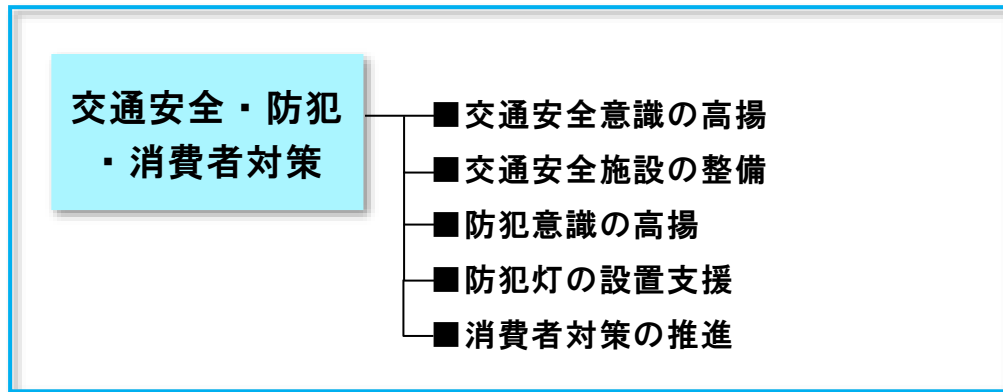 交通安全・防犯
・消費者対策
■交通安全意識の高揚
■交通安全施設の整備
■防犯意識の高揚
■防犯灯の設置支援
■消費者対策の推進